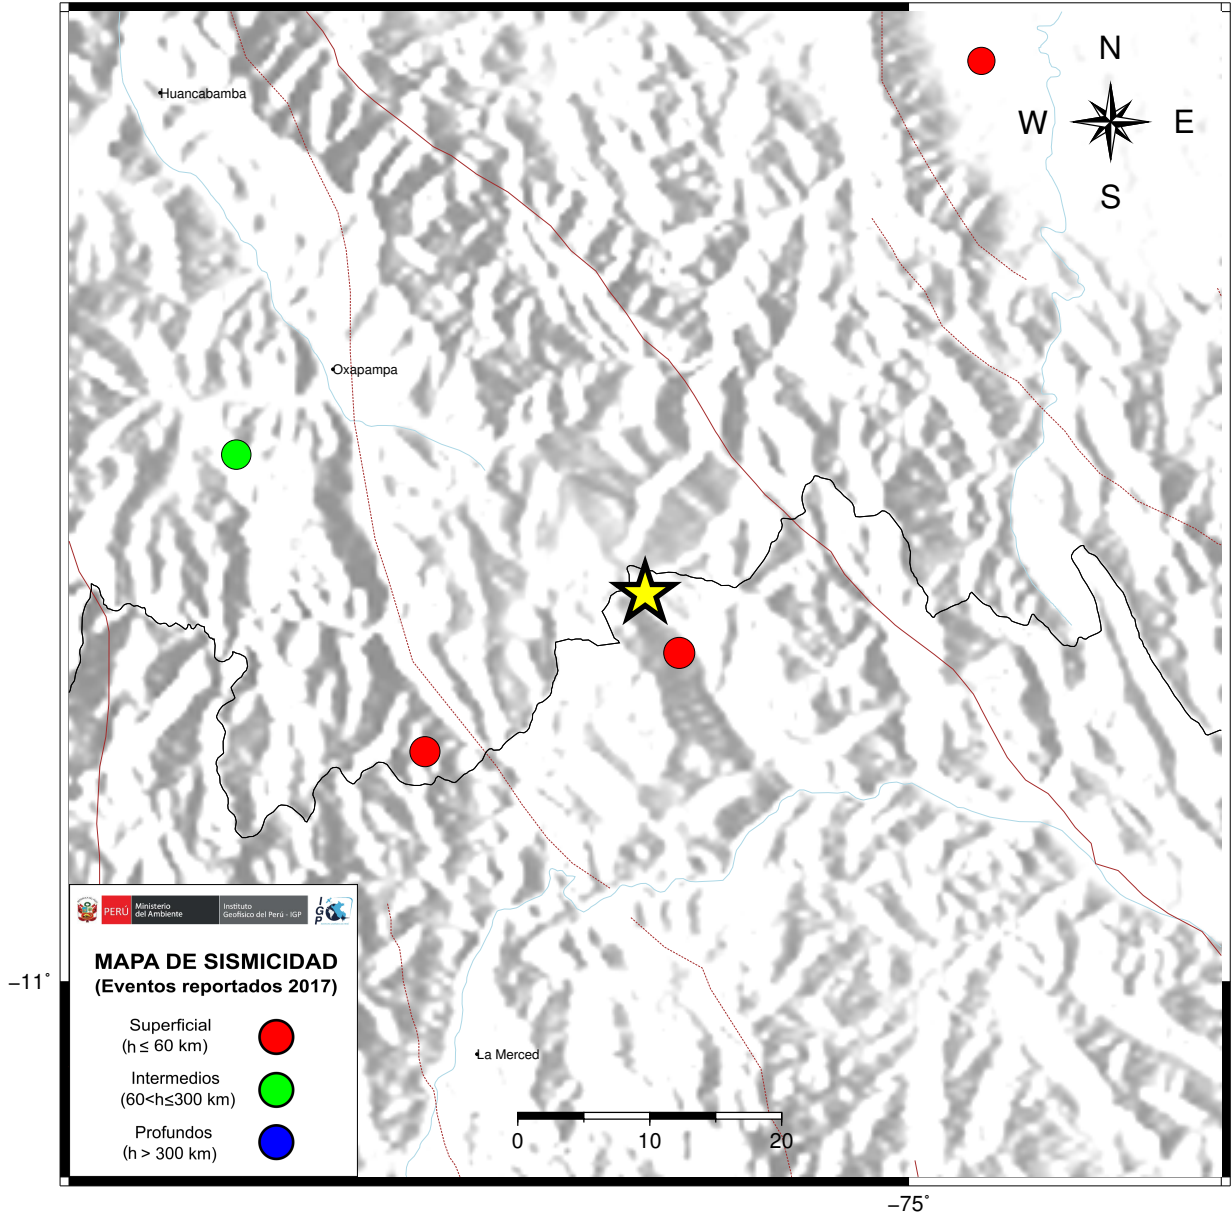 N
W E
S
Huancabamba
Oxapampa
−11˚
PERÚ
Ministerio
del Ambiente
Instituto
Geofísico del Perú - IGP
IGP
MAPA DE SISMICIDAD
(Eventos reportados 2017)
Superficial
(h ≤ 60 km)
Intermedios
(60<h≤300 km)
Profundos
(h > 300 km)
La Merced
0 10 20
−75˚